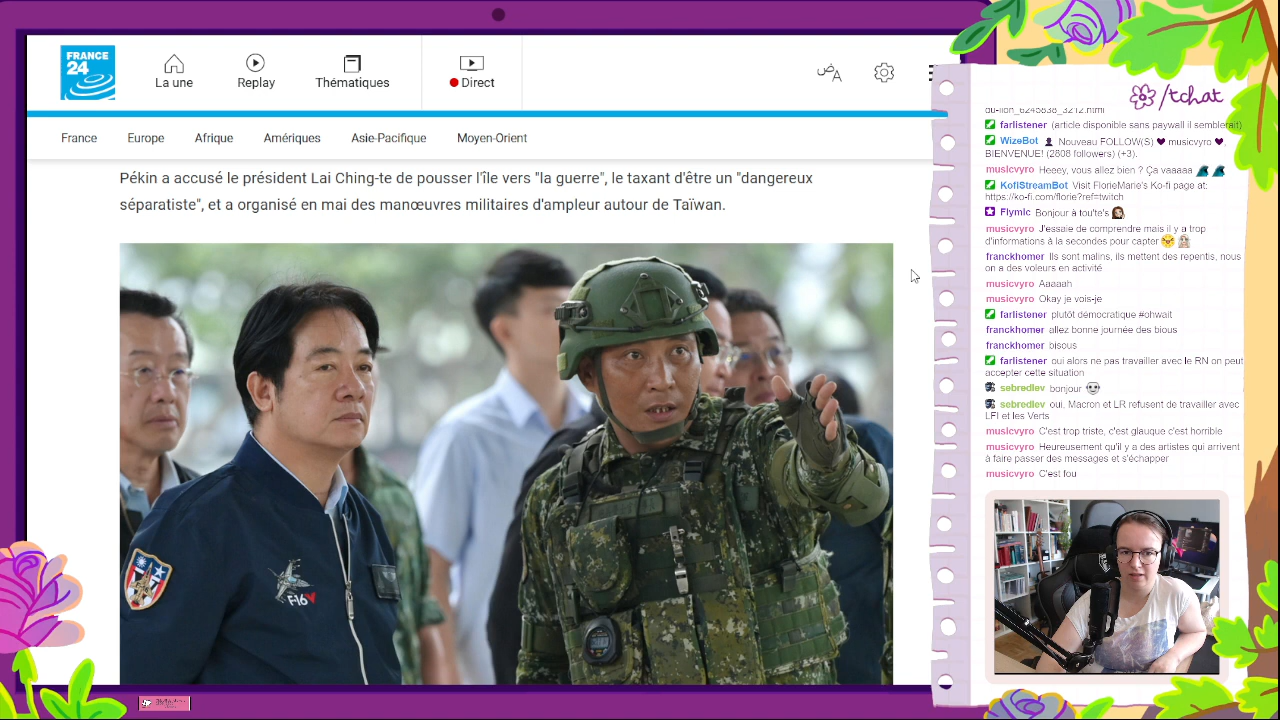 FRANCE
24
La une
Replay
Thématiques
Direct
France
Europe
Afrique
Amériques
Asie-Pacifique
Moyen-Orient
Pékin a accusé le président Lai Ching-te de pousser l'île vers "la guerre", le taxant d'être un "dangereux
séparatiste", et a organisé en mai des manœuvres militaires d'ampleur autour de Taïwan.
F-16
/tchat
du-lion_6245838_3212.html
farlistener (article disponible sans paywall il semblerait)
WizeBot Nouveau FOLLOW(S) musicvyro ,
BIENVENUE! (2808 followers) (+3).
musicvyro Heeey, vous allez bien ? Ça vaaaaa
KofiStreamBot Visit FlorieMarie's Ko-fi page at:
https://ko-fi.com/florie?ref=twitch
Flymic Bonjour à tou'te's
musicvyro J'essaie de comprendre mais il y a trop
d'informations à la secondes pour capter
franckhomer Ils sont malins, ils mettent des repentis, nous
on a des voleurs en activité
musicvyro Aaaaah
musicvyro Okay je vois-je
farlistener plutôt démocratique #ohwait
franckhomer allez bonne journée des bious
franckhomer bisous
farlistener oui alors ne pas travailler avec le RN on peut
accepter cette situation
sebredlev bonjour
sebredlev oui, Macron et LR refusent de travailler avec
LFI et les Verts
musicvyro C'est trop triste, c'est glauque c'est horrible
musicvyro Heureusement qu'il y a des artistes qui arrivent
à faire passer des messages et s'échapper
musicvyro C'est fou